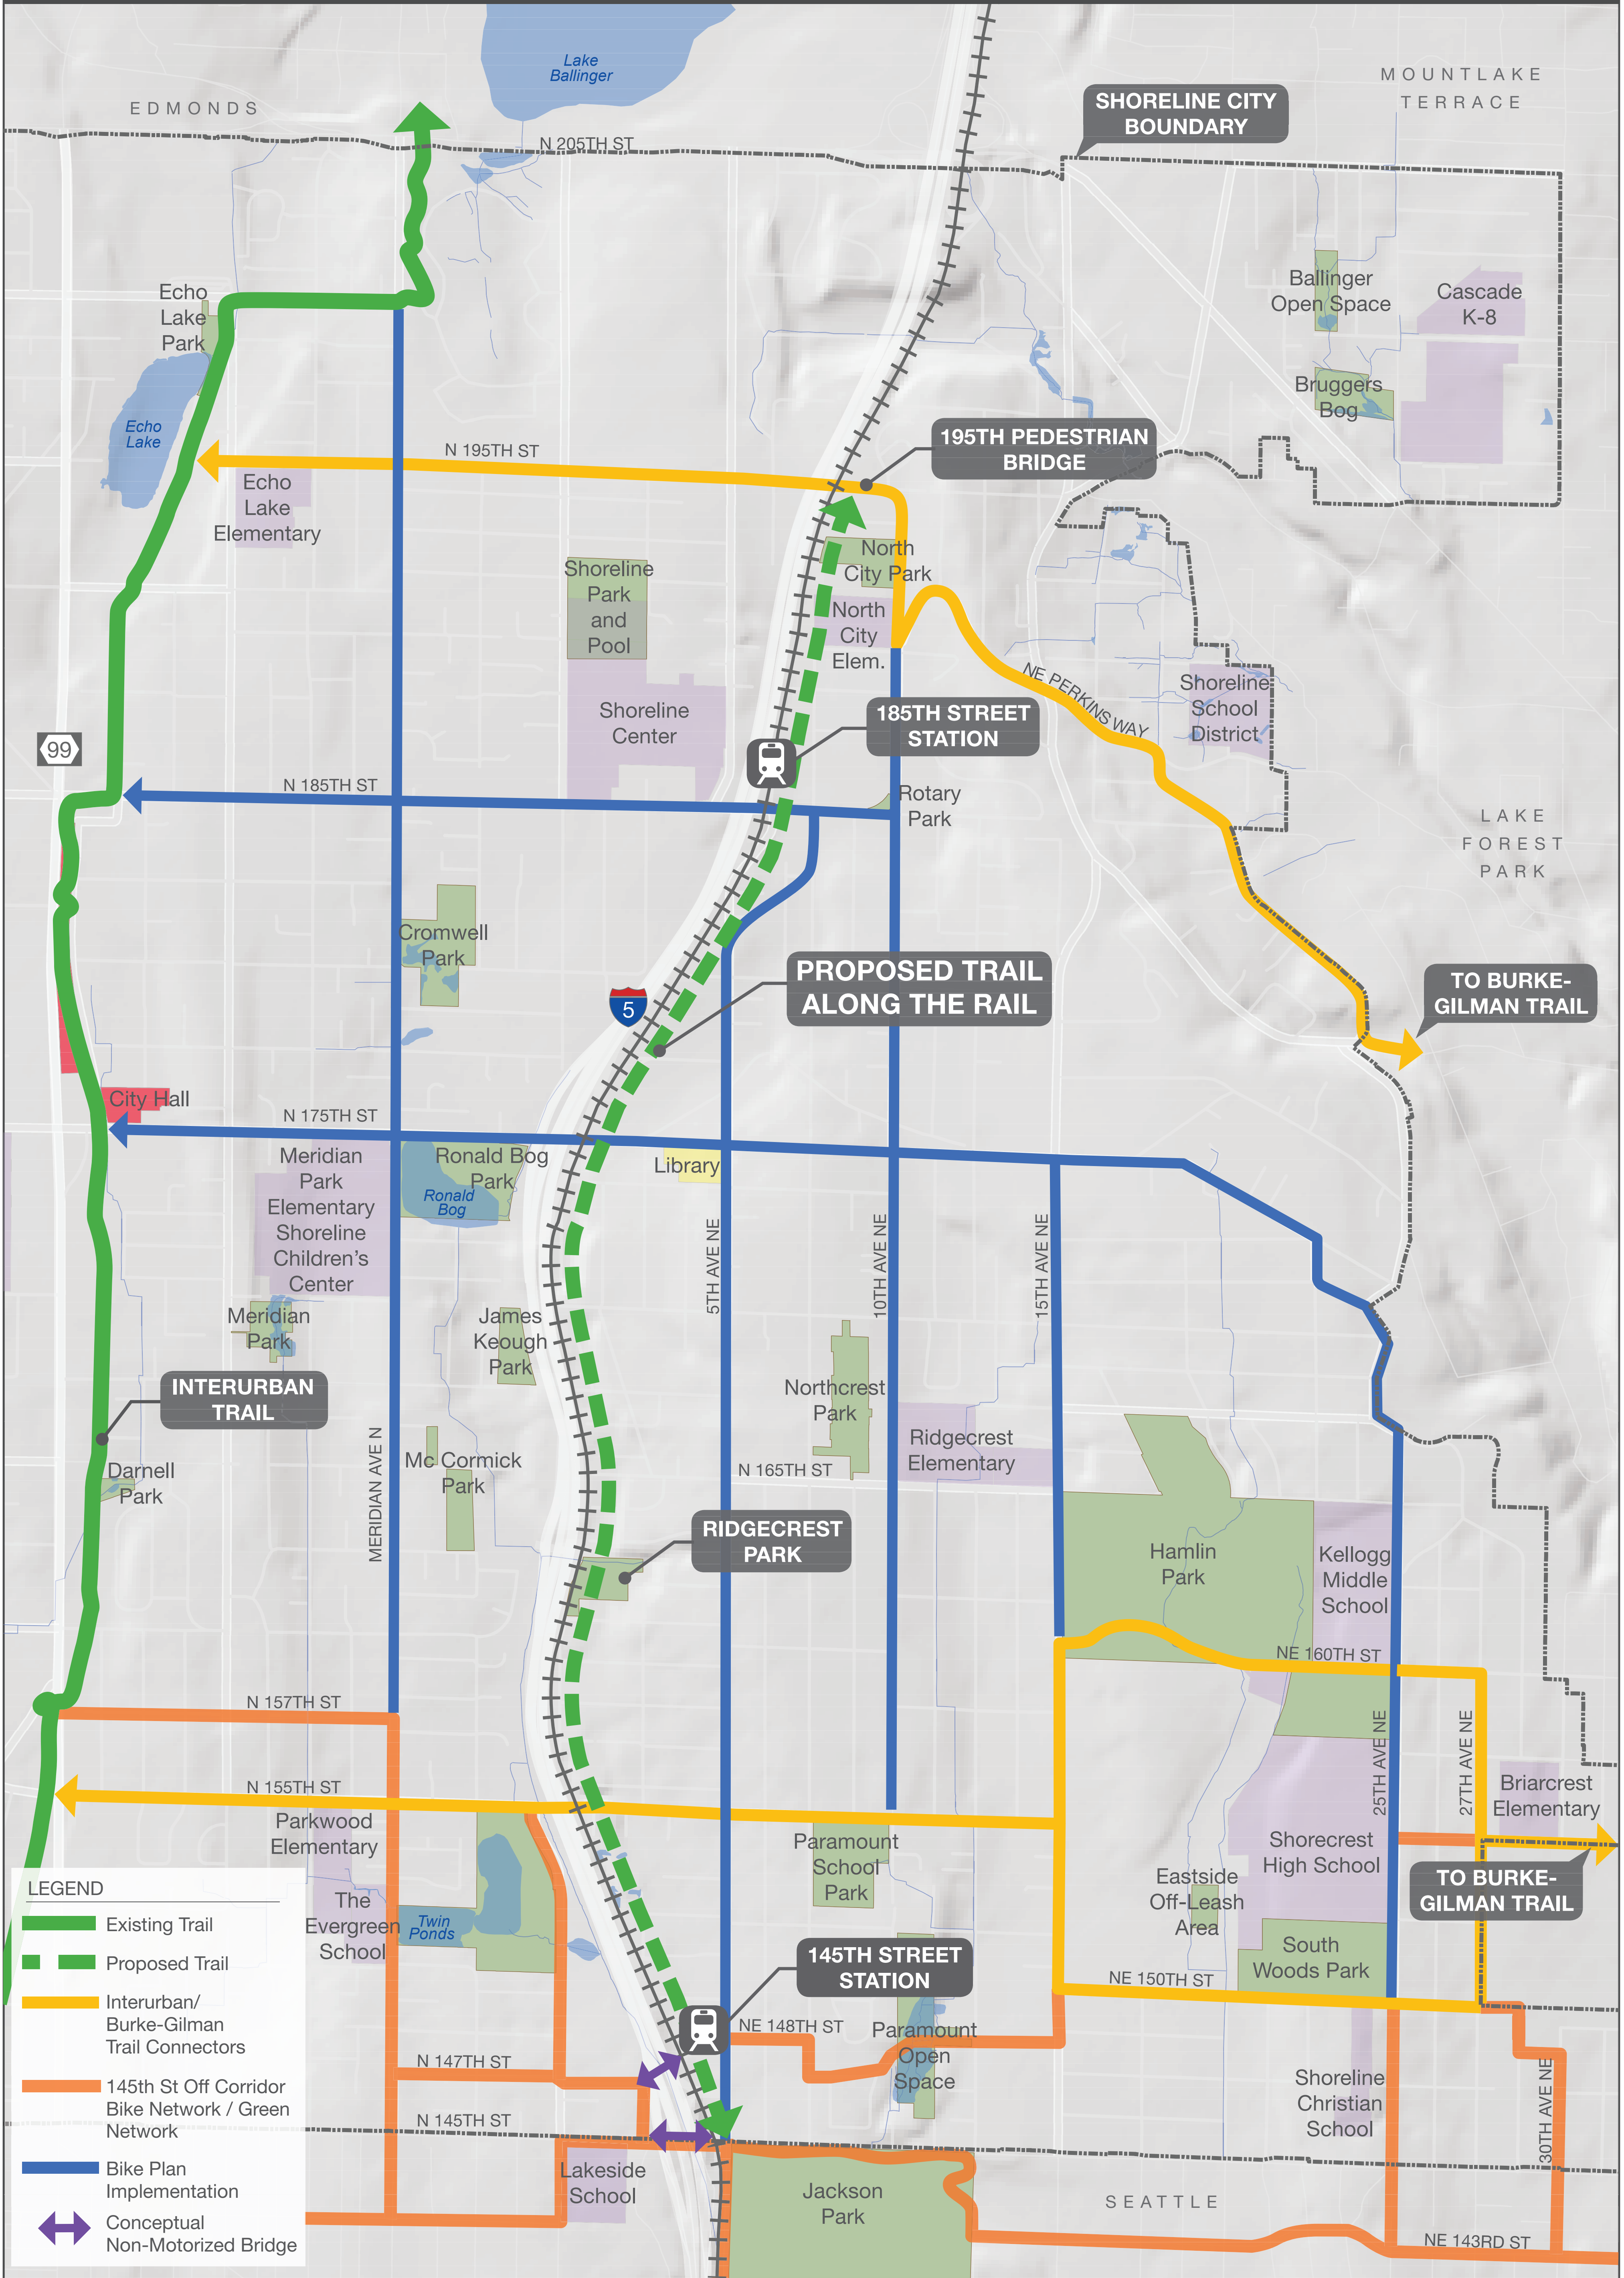 Lake
Ballinger
EDMONDS
MOUNTLAKE
TERRACE
SHORELINE CITY
BOUNDARY
N 205TH ST
Echo
Lake
Park
Ballinger
Open Space
Cascade
K-8
Bruggers
Bog
Echo
Lake
N 195TH ST
195TH PEDESTRIAN
BRIDGE
Echo
Lake
Elementary
North
City Park
Shoreline
Park
and
Pool
North
City
Elem.
NE PERKINS WAY
Shoreline
School
District
Shoreline
Center
185TH STREET
STATION
99
N 185TH ST
Rotary
Park
LAKE
FOREST
PARK
Cromwell
Park
PROPOSED TRAIL
ALONG THE RAIL
TO BURKE-
GILMAN TRAIL
5
City Hall
N 175TH ST
Meridian
Park
Elementary
Shoreline
Children's
Center
Ronald Bog
Park
Ronald
Bog
Library
5TH AVE NE
10TH AVE NE
15TH AVE NE
Meridian
Park
James
Keough
Park
INTERURBAN
TRAIL
Northcrest
Park
Ridgecrest
Elementary
MERIDIAN AVE N
Mc Cormick
Park
N 165TH ST
Darnell
Park
RIDGECREST
PARK
Hamlin
Park
Kellogg
Middle
School
NE 160TH ST
N 157TH ST
25TH AVE NE
27TH AVE NE
N 155TH ST
Briarcrest
Elementary
Parkwood
Elementary
Paramount
School
Park
Shorecrest
High School
TO BURKE-
GILMAN TRAIL
Eastside
Off-Leash
Area
The
Evergreen
School
Twin
Ponds
South
Woods Park
145TH STREET
STATION
NE 150TH ST
NE 148TH ST
Paramount
Open
Space
N 147TH ST
Shoreline
Christian
School
30TH AVE NE
N 145TH ST
Lakeside
School
Jackson
Park
SEATTLE
NE 143RD ST
LEGEND
Existing Trail
Proposed Trail
Interurban/
Burke-Gilman
Trail Connectors
145th St Off Corridor
Bike Network / Green
Network
Bike Plan
Implementation
Conceptual
Non-Motorized Bridge